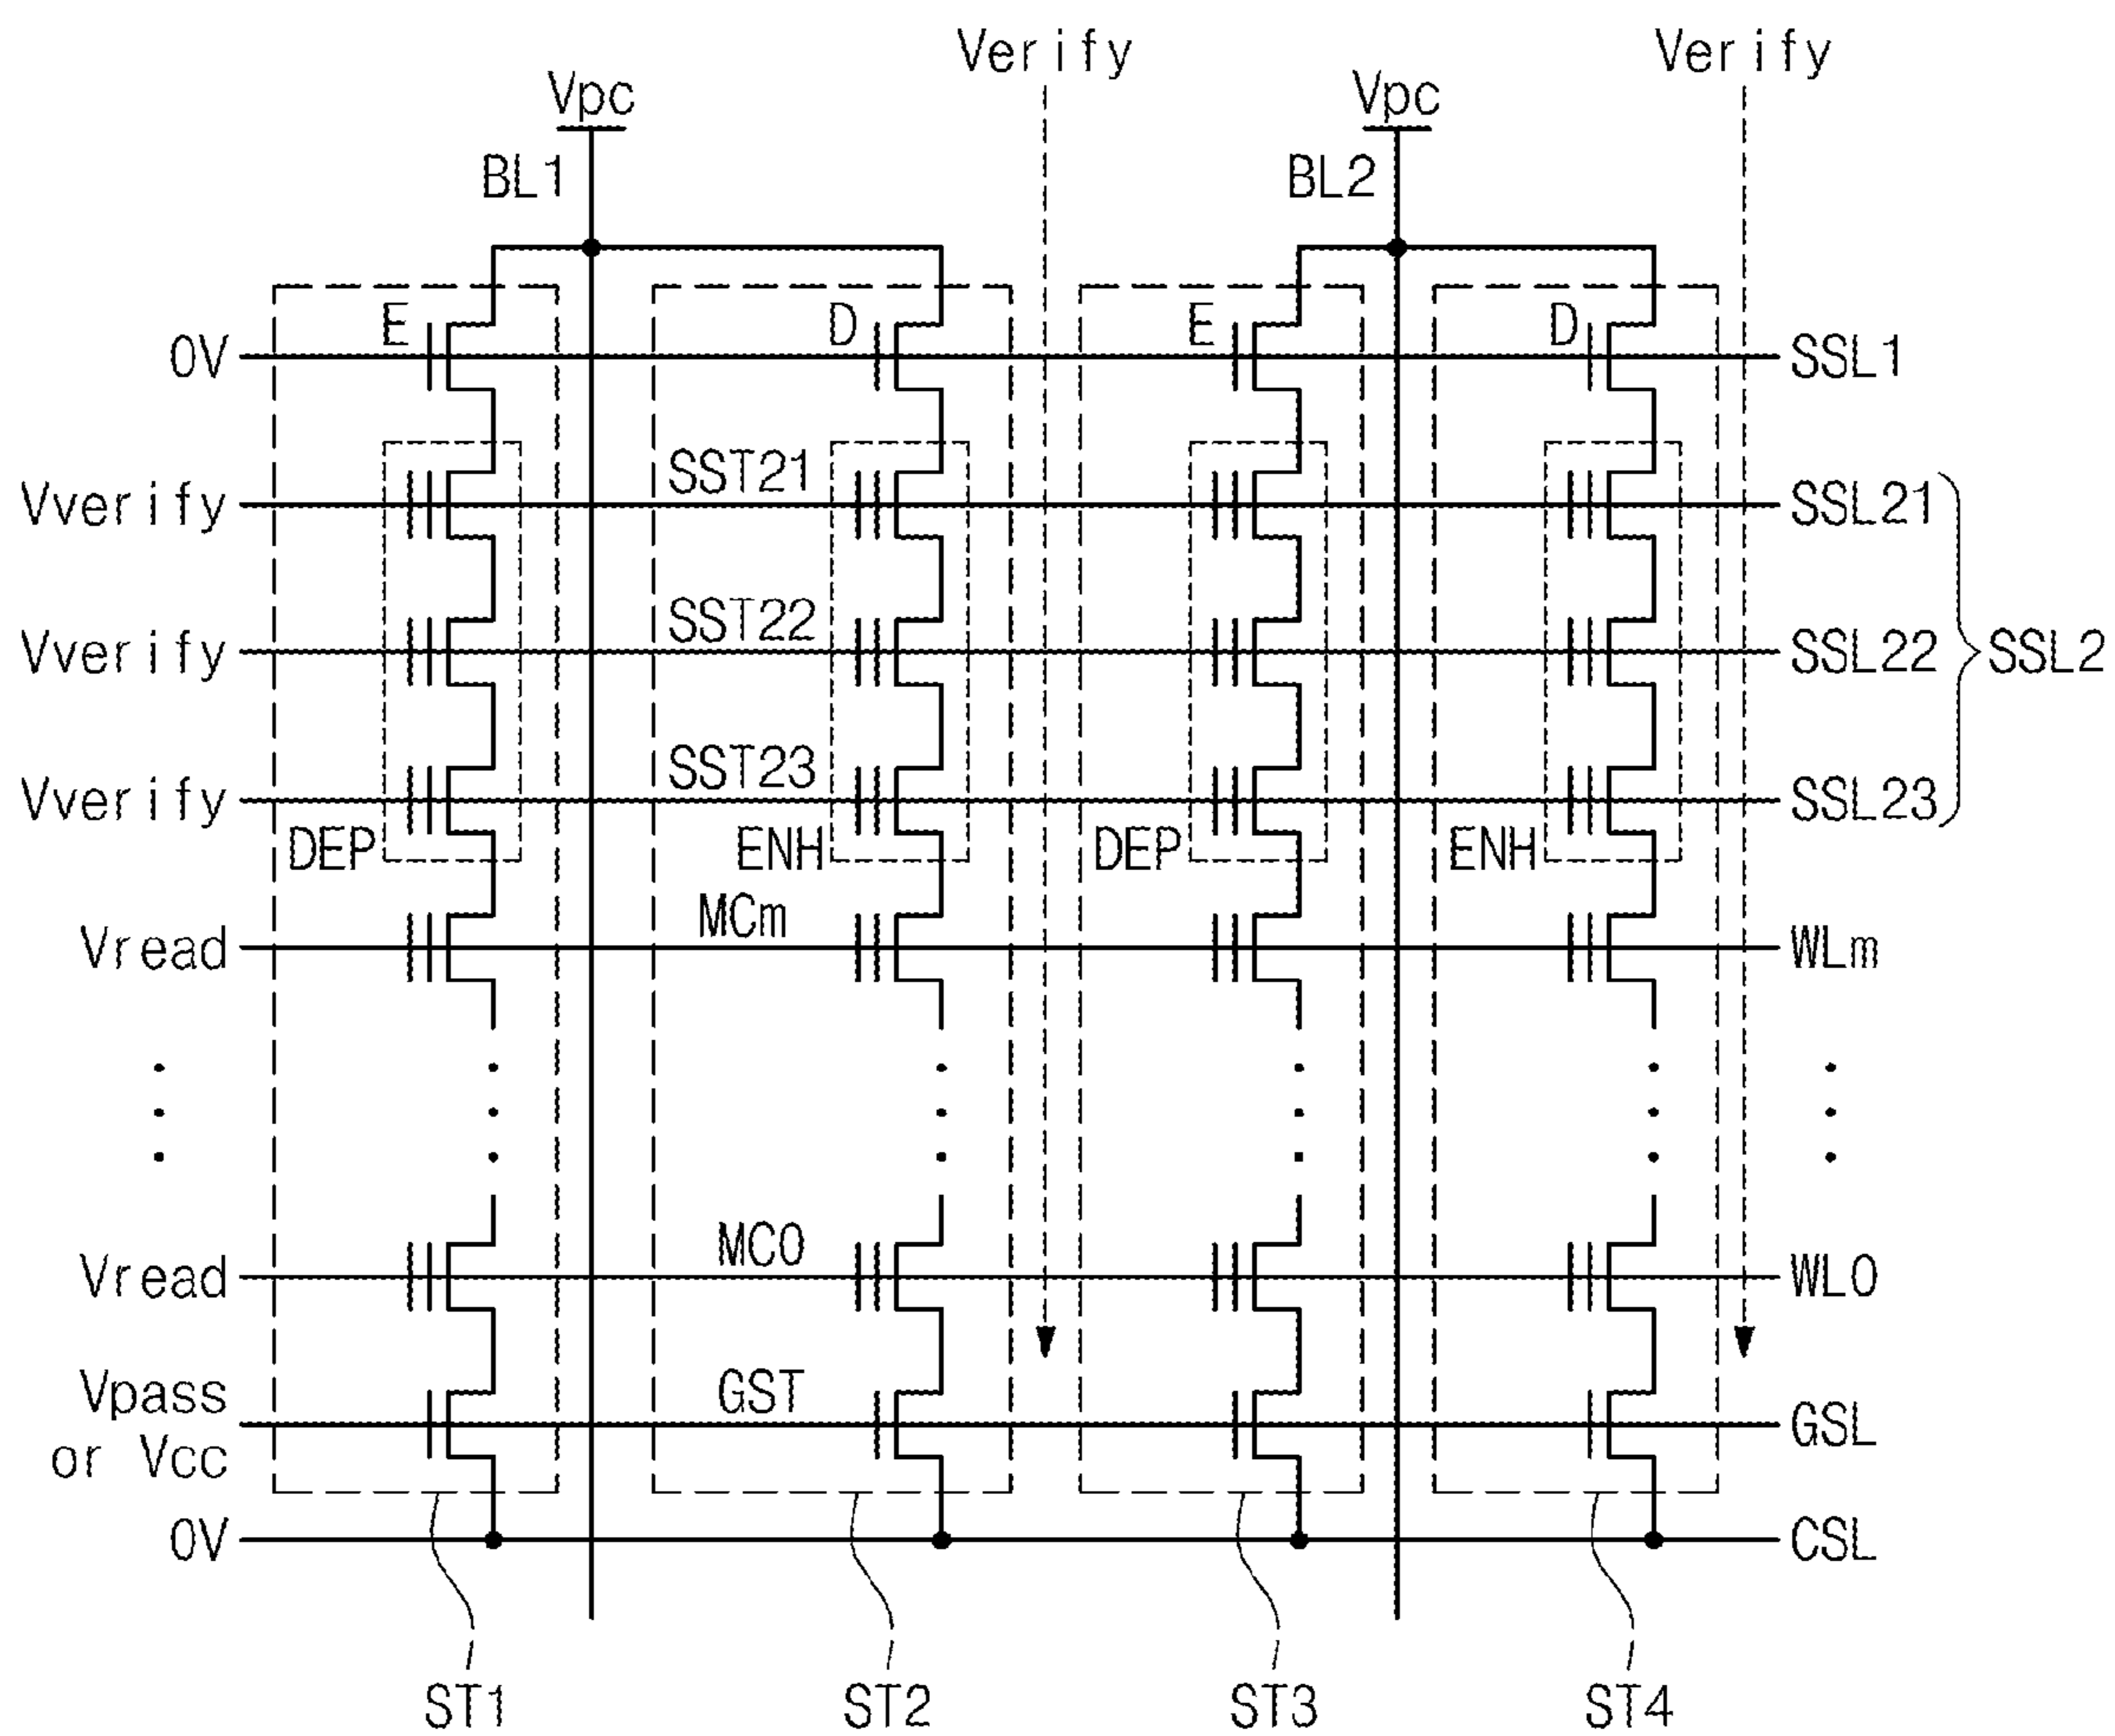 Verify Verify
Vpc Vpc
BL1 BL2
E D E D
0V SSL1
Vverify SST21 SSL21
Vverify SST22 SSL22 SSL2
Vverify SST23 SSL23
DEP ENH DEP ENH
Vread MCm WLm
Vread MC0 WL0
Vpass
or Vcc GST GSL
0V CSL
ST1 ST2 ST3 ST4